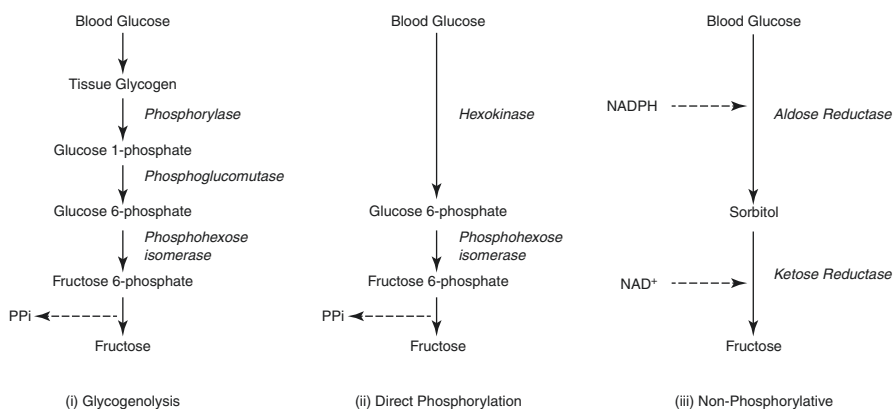 Blood Glucose
Tissue Glycogen
Phosphorylase
Glucose 1-phosphate
Phosphoglucomutase
Glucose 6-phosphate
Phosphohexose
isomerase
Fructose 6-phosphate
PPi
Fructose
(i) Glycogenolysis
Blood Glucose
Hexokinase
Glucose 6-phosphate
Phosphohexose
isomerase
Fructose 6-phosphate
PPi
Fructose
(ii) Direct Phosphorylation
Blood Glucose
NADPH
Aldose Reductase
Sorbitol
Ketose Reductase
NAD⁺
Fructose
(iii) Non-Phosphorylative